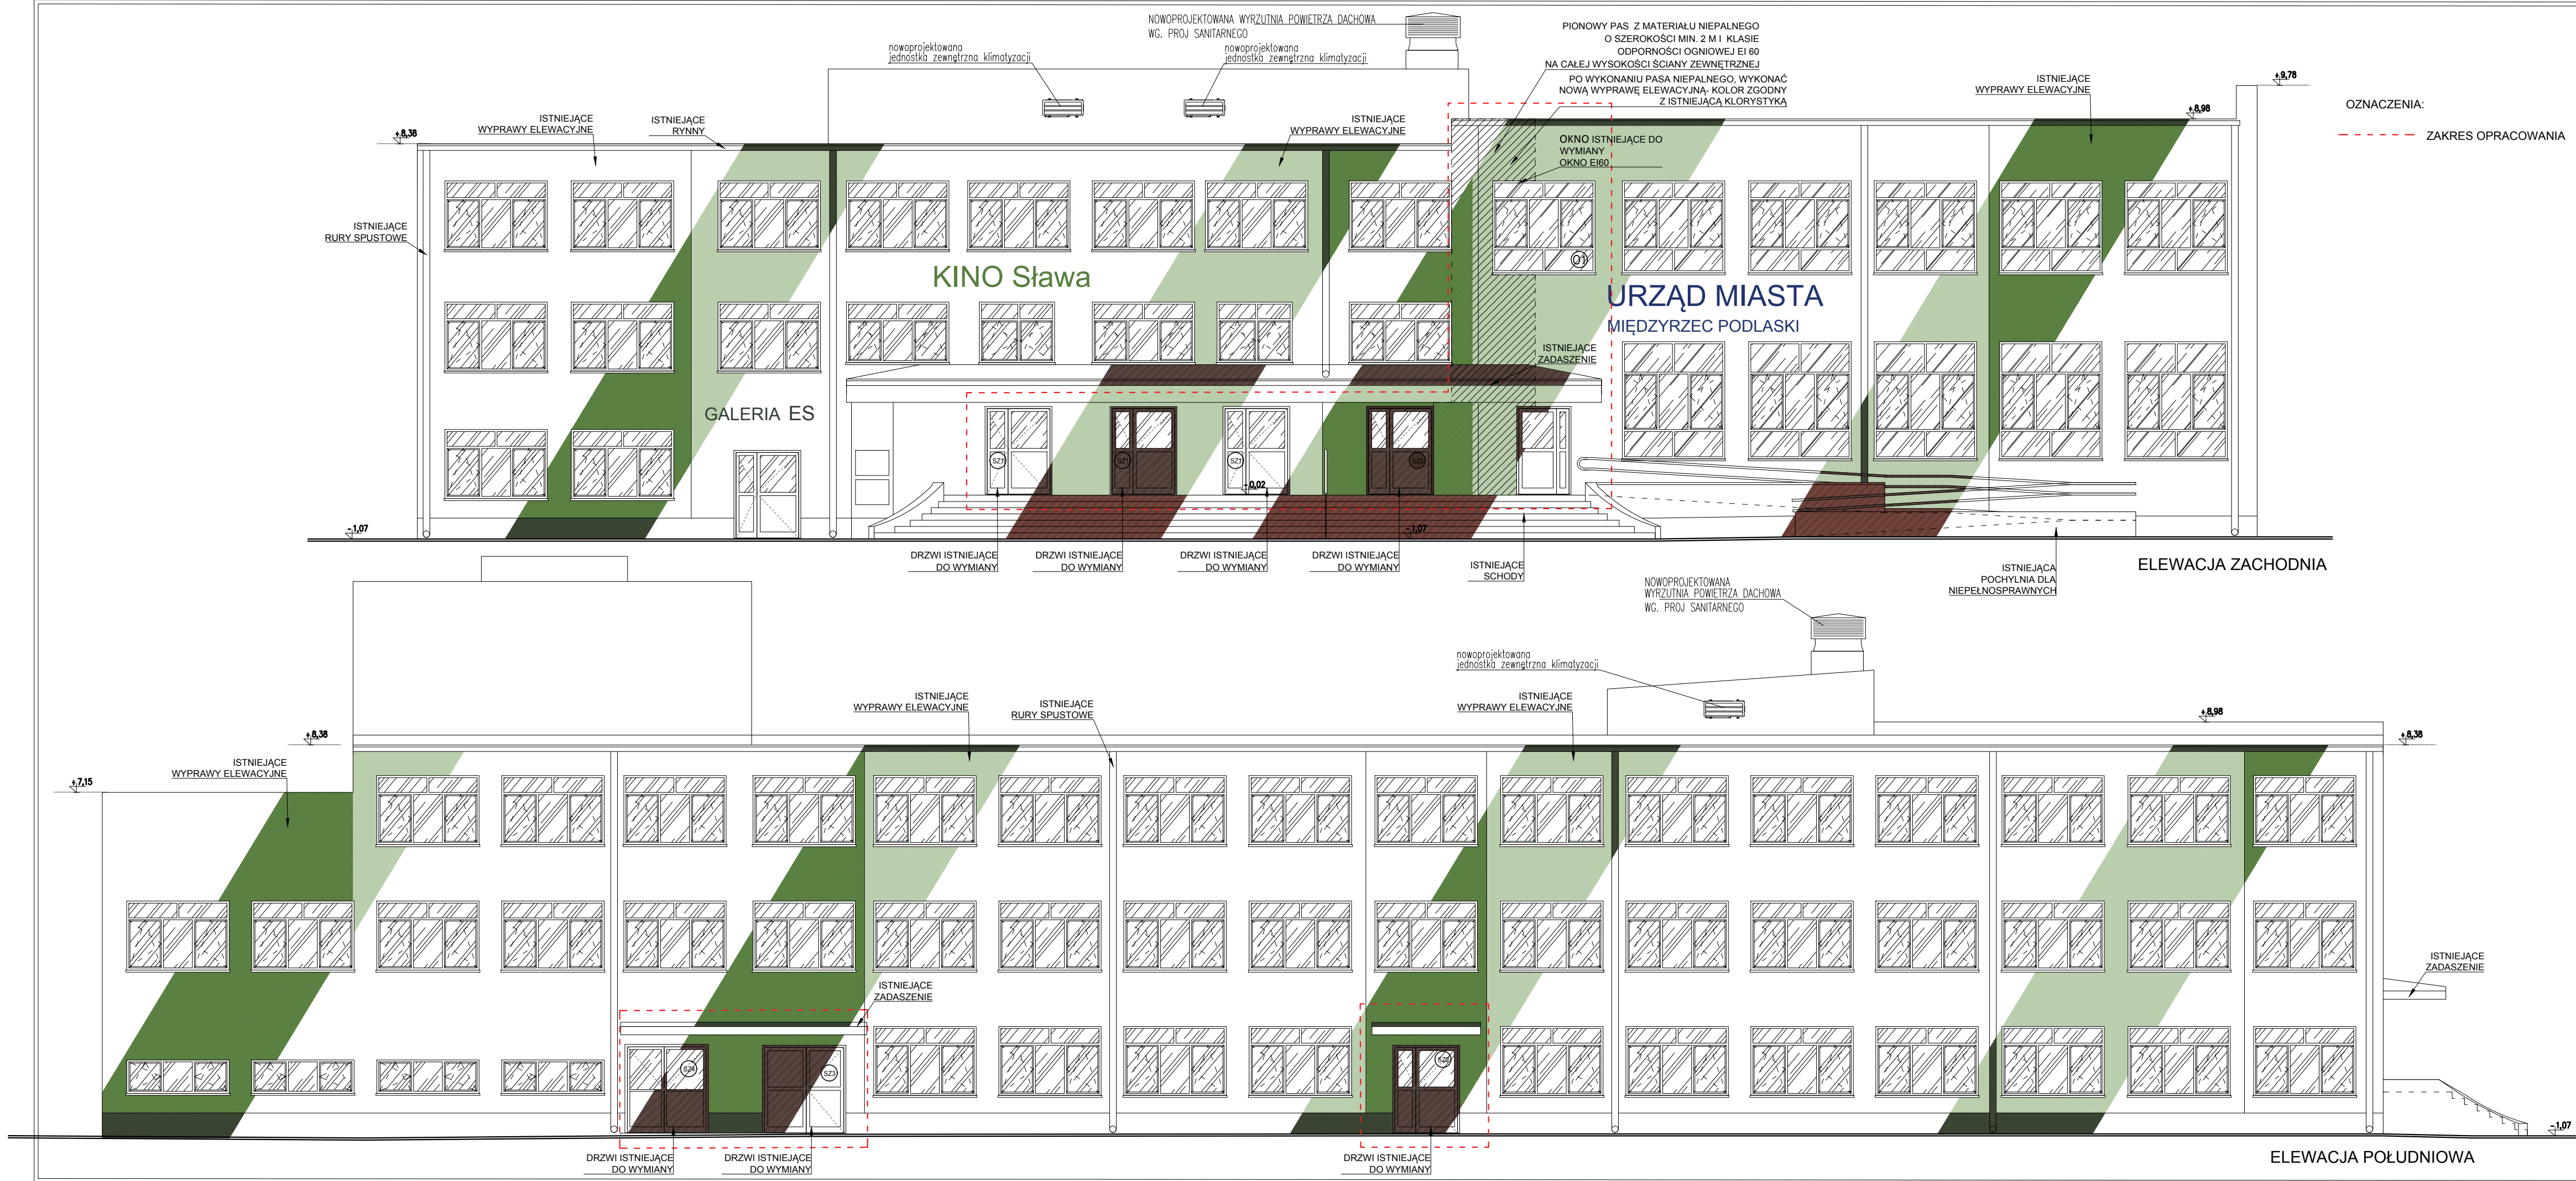 NOWOPROJEKTOWANA WYRZUTNIA POWIETRZA DACHOWA
WG. PROJ SANITARNEGO
nowoprojektowana
jednostka zewnętrzna klimatyzacji
nowoprojektowana
jednostka zewnętrzna klimatyzacji
PIONOWY PAS Z MATERIAŁU NIEPALNEGO
O SZEROKOŚCI MIN. 2 M I KLASIE
ODPORNOŚCI OGNIOWEJ EI 60
NA CAŁEJ WYSOKOŚCI ŚCIANY ZEWNĘTRZNEJ
PO WYKONANIU PASA NIEPALNEGO, WYKONAĆ
NOWĄ WYPRAWĘ ELEWACYJNĄ- KOLOR ZGODNY
Z ISTNIEJĄCĄ KLORYSTYKĄ
ISTNIEJĄCE
WYPRAWY ELEWACYJNE
+9,78
+8,98
OZNACZENIA:
ZAKRES OPRACOWANIA
+8,38
ISTNIEJĄCE
WYPRAWY ELEWACYJNE
ISTNIEJĄCE
RYNNY
ISTNIEJĄCE
WYPRAWY ELEWACYJNE
OKNO ISTNIEJĄCE DO
WYMIANY
OKNO EI60
ISTNIEJĄCE
RURY SPUSTOWE
O1
KINO Sława
URZĄD MIASTA
MIĘDZYRZEC PODLASKI
ISTNIEJĄCE
ZADASZENIE
GALERIA ES
SZ1
SZ1
SZ1
-0,02
-1,07
-1,07
DRZWI ISTNIEJĄCE
DO WYMIANY
DRZWI ISTNIEJĄCE
DO WYMIANY
DRZWI ISTNIEJĄCE
DO WYMIANY
DRZWI ISTNIEJĄCE
DO WYMIANY
ISTNIEJĄCE
SCHODY
ISTNIEJĄCA
POCHYLNIA DLA
NIEPEŁNOSPRAWNYCH
ELEWACJA ZACHODNIA
NOWOPROJEKTOWANA
WYRZUTNIA POWIETRZA DACHOWA
WG. PROJ SANITARNEGO
nowoprojektowana
jednostka zewnętrzna klimatyzacji
ISTNIEJĄCE
WYPRAWY ELEWACYJNE
ISTNIEJĄCE
RURY SPUSTOWE
ISTNIEJĄCE
WYPRAWY ELEWACYJNE
+8,98
+8,38
+8,38
ISTNIEJĄCE
WYPRAWY ELEWACYJNE
+7,15
ISTNIEJĄCE
ZADASZENIE
ISTNIEJĄCE
ZADASZENIE
SZ4
SZ3
-1,07
DRZWI ISTNIEJĄCE
DO WYMIANY
DRZWI ISTNIEJĄCE
DO WYMIANY
DRZWI ISTNIEJĄCE
DO WYMIANY
ELEWACJA POŁUDNIOWA